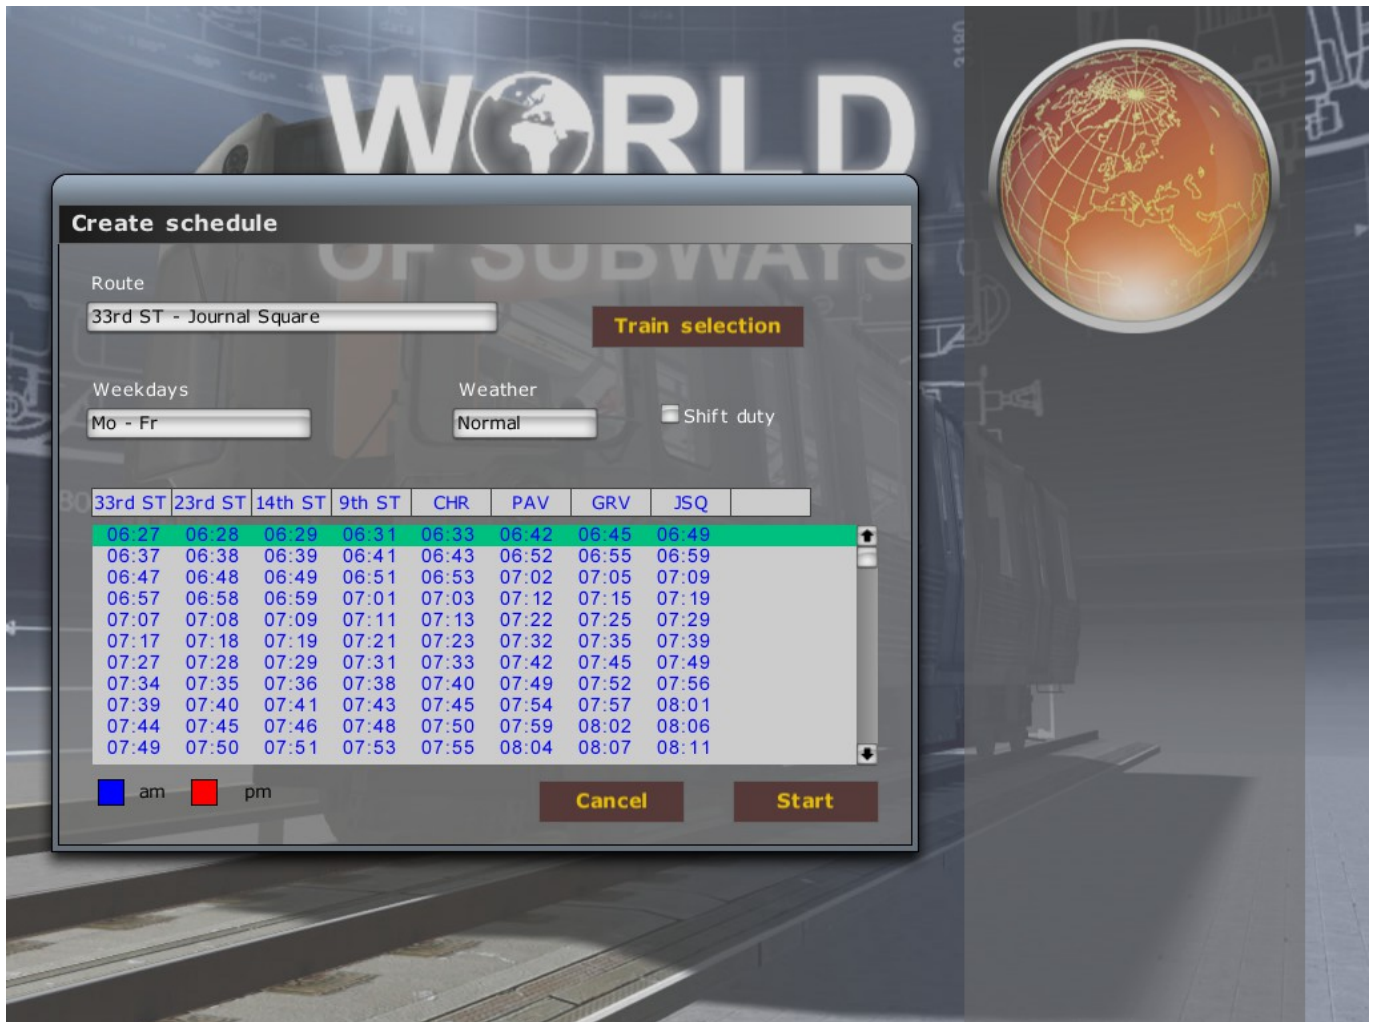 WORLD
OF SUBWAYS
Create schedule
Route
33rd ST - Journal Square
Train selection
Weekdays
Weather
Mo - Fr
Normal
Shift duty
33rd ST 23rd ST 14th ST 9th ST CHR PAV GRV JSQ
06:27 06:28 06:29 06:31 06:33 06:42 06:45 06:49
06:37 06:38 06:39 06:41 06:43 06:52 06:55 06:59
06:47 06:48 06:49 06:51 06:53 07:02 07:05 07:09
06:57 06:58 06:59 07:01 07:03 07:12 07:15 07:19
07:07 07:08 07:09 07:11 07:13 07:22 07:25 07:29
07:17 07:18 07:19 07:21 07:23 07:32 07:35 07:39
07:27 07:28 07:29 07:31 07:33 07:42 07:45 07:49
07:34 07:35 07:36 07:38 07:40 07:49 07:52 07:56
07:39 07:40 07:41 07:43 07:45 07:54 07:57 08:01
07:44 07:45 07:46 07:48 07:50 07:59 08:02 08:06
07:49 07:50 07:51 07:53 07:55 08:04 08:07 08:11
am pm
Cancel
Start